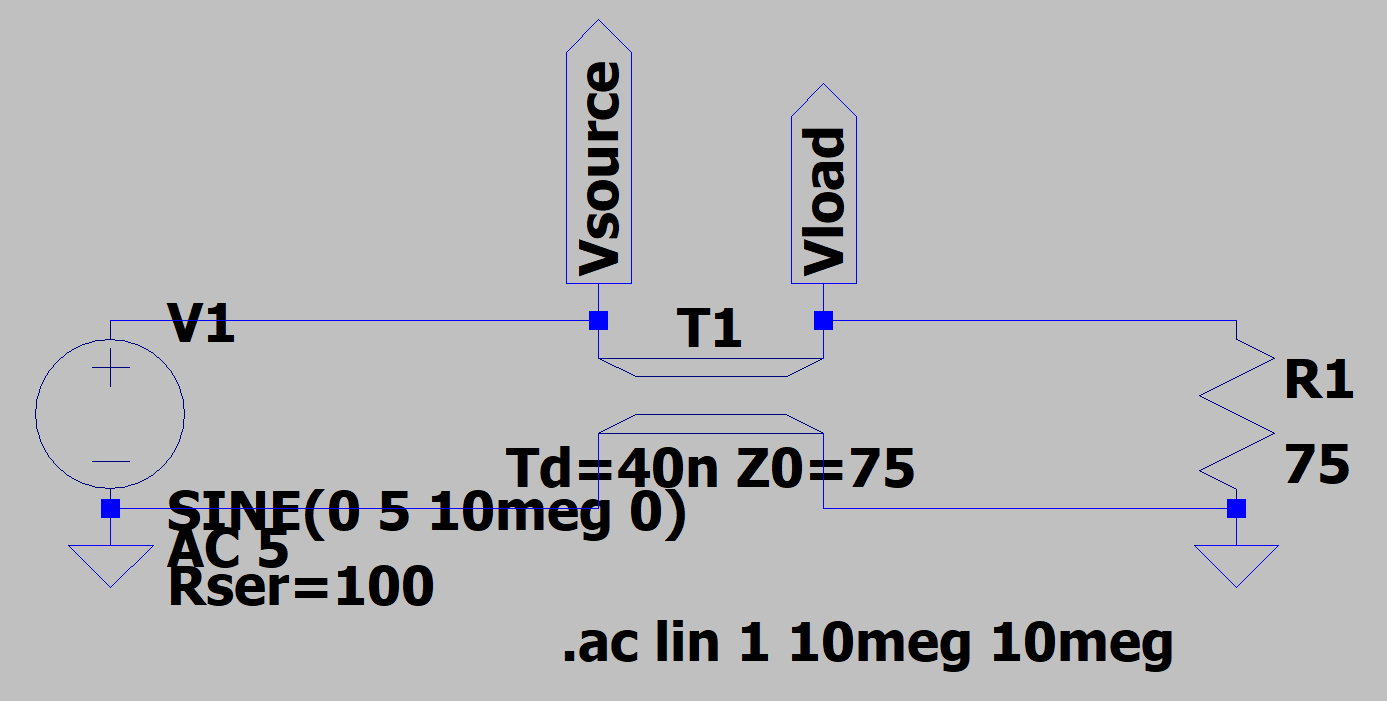 Vsource
Vload
V1
T1
R1
Td=40n Z0=75
75
SINE(0 5 10meg 0)
AC 5
Rser=100
.ac lin 1 10meg 10meg